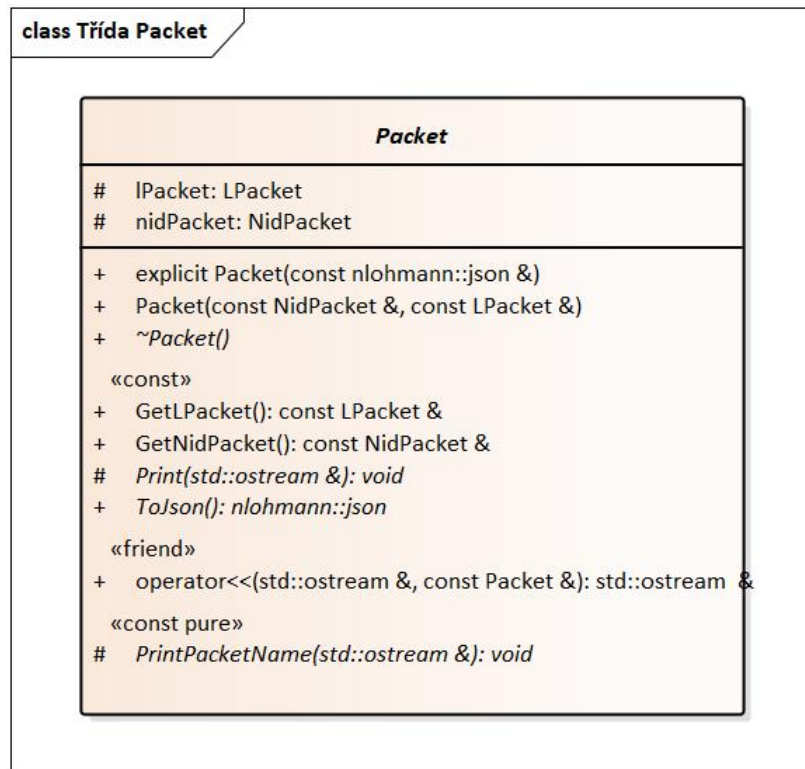 class Třída Packet
Packet
# lPacket: LPacket
# nidPacket: NidPacket
+ explicit Packet(const nlohmann::json &)
+ Packet(const NidPacket &, const LPacket &)
+ ~Packet()
«const»
+ GetLPacket(): const LPacket &
+ GetNidPacket(): const NidPacket &
# Print(std::ostream &): void
+ ToJson(): nlohmann::json
«friend»
+ operator<<(std::ostream &, const Packet &): std::ostream &
«const pure»
# PrintPacketName(std::ostream &): void